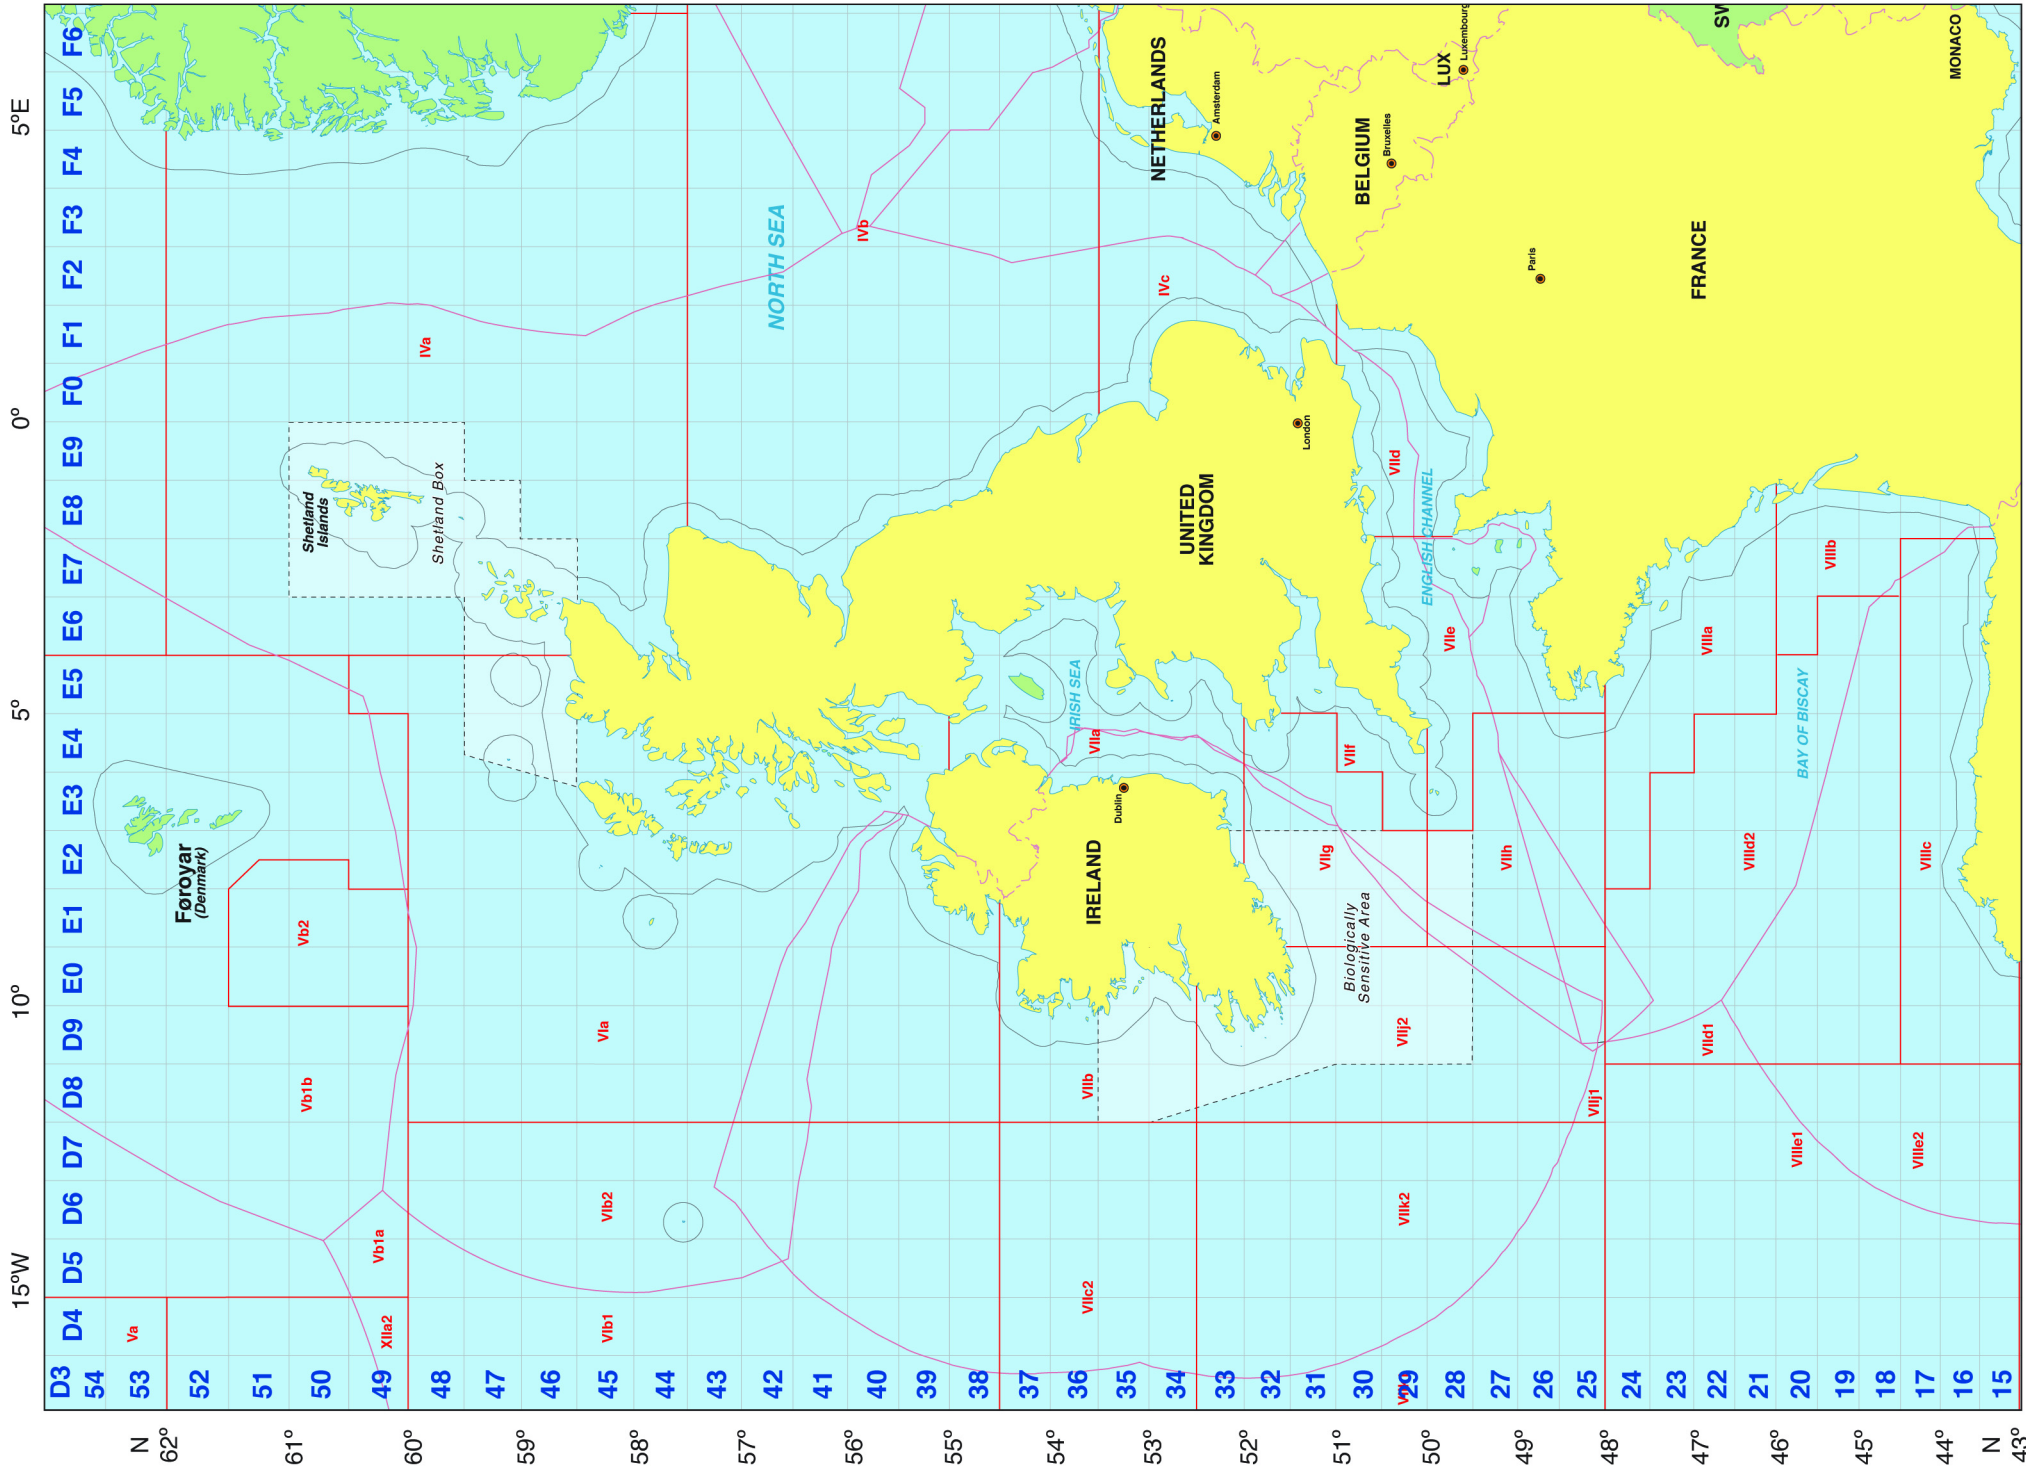 F6
F5
F4
F3
F2
F1
F0
E9
E8
E7
E6
E5
E4
E3
E2
E1
E0
D9
D8
D7
D6
D5
D4
D3
5°E
0°
5°
10°
15°W
54
53
52
51
50
49
48
47
46
45
44
43
42
41
40
39
38
37
36
35
34
33
32
31
30
29
28
27
26
25
24
23
22
21
20
19
18
17
16
15
N
62°
61°
60°
59°
58°
57°
56°
55°
54°
53°
52°
51°
50°
49°
48°
47°
46°
45°
44°
N
43°
NORTH SEA
IVa
IVb
IVc
Shetland
Islands
Shetland Box
Føroyar
(Denmark)
Va
Vb2
Vb1b
Vb1a
XIIa2
VIa
VIb2
VIb1
NETHERLANDS
Amsterdam
BELGIUM
Bruxelles
LUX
Luxembourg
SW
MONACO
FRANCE
Paris
UNITED
KINGDOM
London
IRELAND
Dublin
IRISH SEA
ENGLISH CHANNEL
BAY OF BISCAY
Biologically
Sensitive Area
VIIa
VIIb
VIIc2
VIId
VIIe
VIIf
VIIg
VIIh
VIIj2
VIIj1
VIIk2
VIIIa
VIIIb
VIIIc
VIIId2
VIId1
VIIIe1
VIIIe2